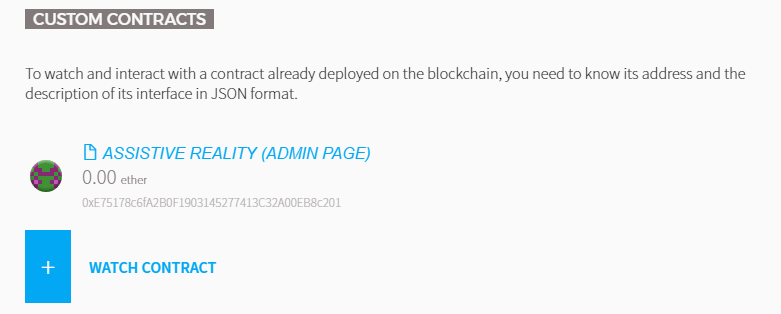 CUSTOM CONTRACTS
To watch and interact with a contract already deployed on the blockchain, you need to know its address and the
description of its interface in JSON format.
ASSISTIVE REALITY (ADMIN PAGE)
0.00 ether
0xE75178c6fA2B0F1903145277413C32A00EB8c201
+
WATCH CONTRACT